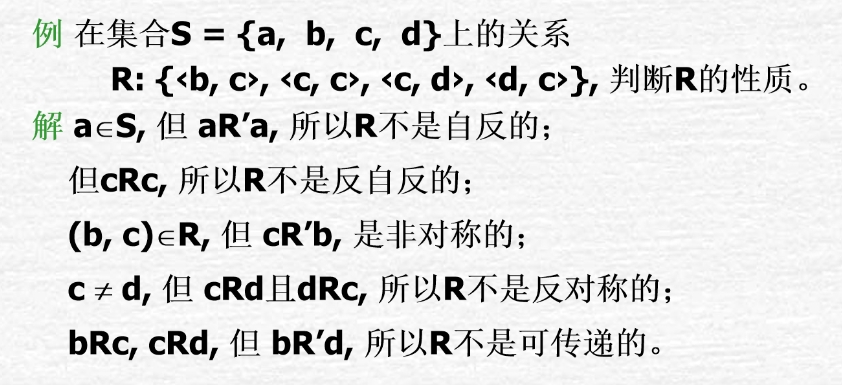 例 在集合S = {a, b, c, d}上的关系
R: {‹b, c›, ‹c, c›, ‹c, d›, ‹d, c›}, 判断R的性质。
解 a∈S, 但 aR’a, 所以R不是自反的；
但cRc, 所以R不是反自反的；
(b, c)∈R, 但 cR’b, 是非对称的；
c ≠ d, 但 cRd且dRc, 所以R不是反对称的；
bRc, cRd, 但 bR’d, 所以R不是可传递的。